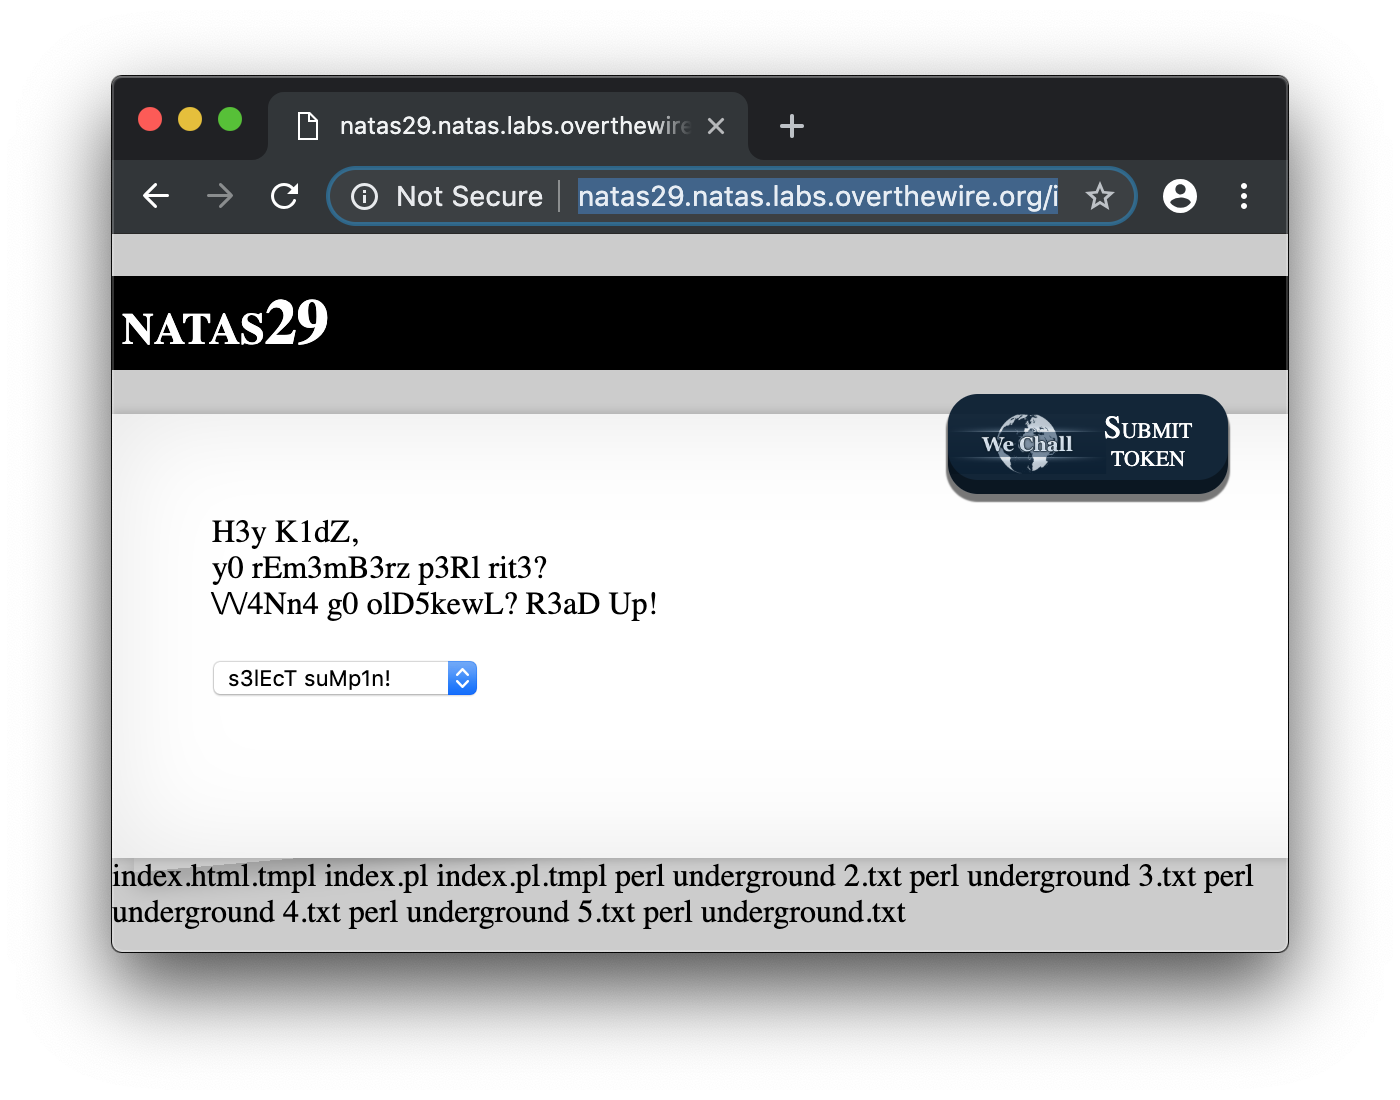 natas29.natas.labs.overthewire
Not Secure natas29.natas.labs.overthewire.org/i
NATAS29
We Chall SUBMIT
TOKEN
H3y K1dZ,
y0 rEm3mB3rz p3Rl rit3?
\/\/4Nn4 g0 olD5kewL? R3aD Up!
s3lEcT suMp1n!
index.html.tmpl index.pl index.pl.tmpl perl underground 2.txt perl underground 3.txt perl
underground 4.txt perl underground 5.txt perl underground.txt